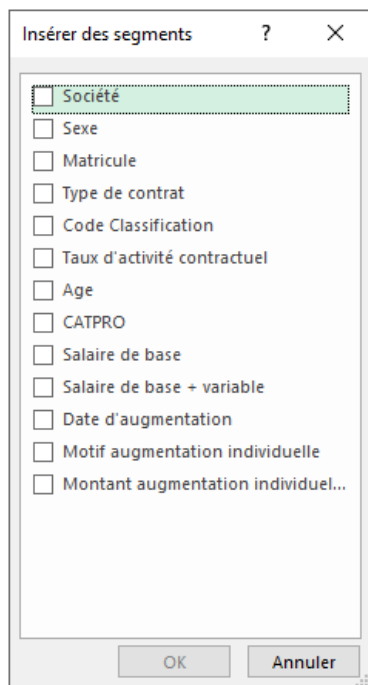 Insérer des segments ?
Société
Sexe
Matricule
Type de contrat
Code Classification
Taux d'activité contractuel
Age
CATPRO
Salaire de base
Salaire de base + variable
Date d'augmentation
Motif augmentation individuelle
Montant augmentation individuel...
OK Annuler